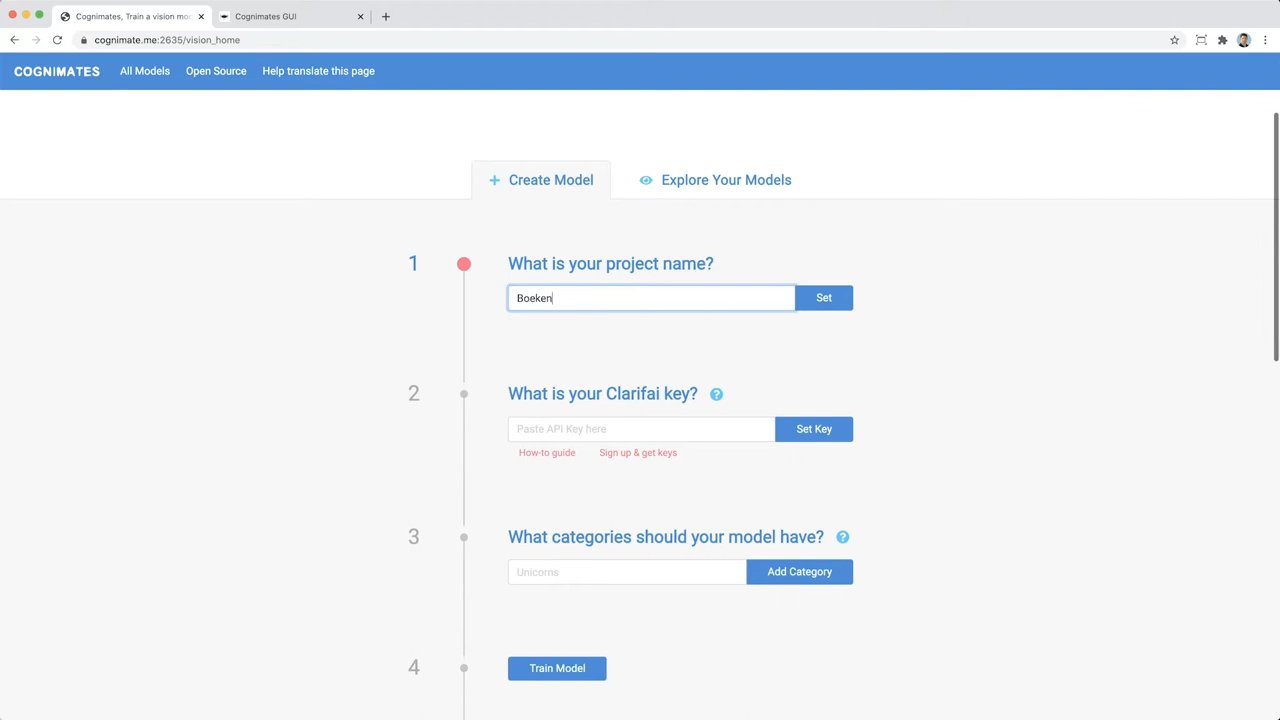 Cognimates, Train a vision mo
Cognimates GUI
cognimate.me:2635/vision_home
COGNIMATES
All Models
Open Source
Help translate this page
Create Model
Explore Your Models
1
What is your project name?
Boeken
Set
2
What is your Clarifai key?
?
Paste API Key here
Set Key
How-to guide
Sign up & get keys
3
What categories should your model have?
?
Unicorns
Add Category
4
Train Model